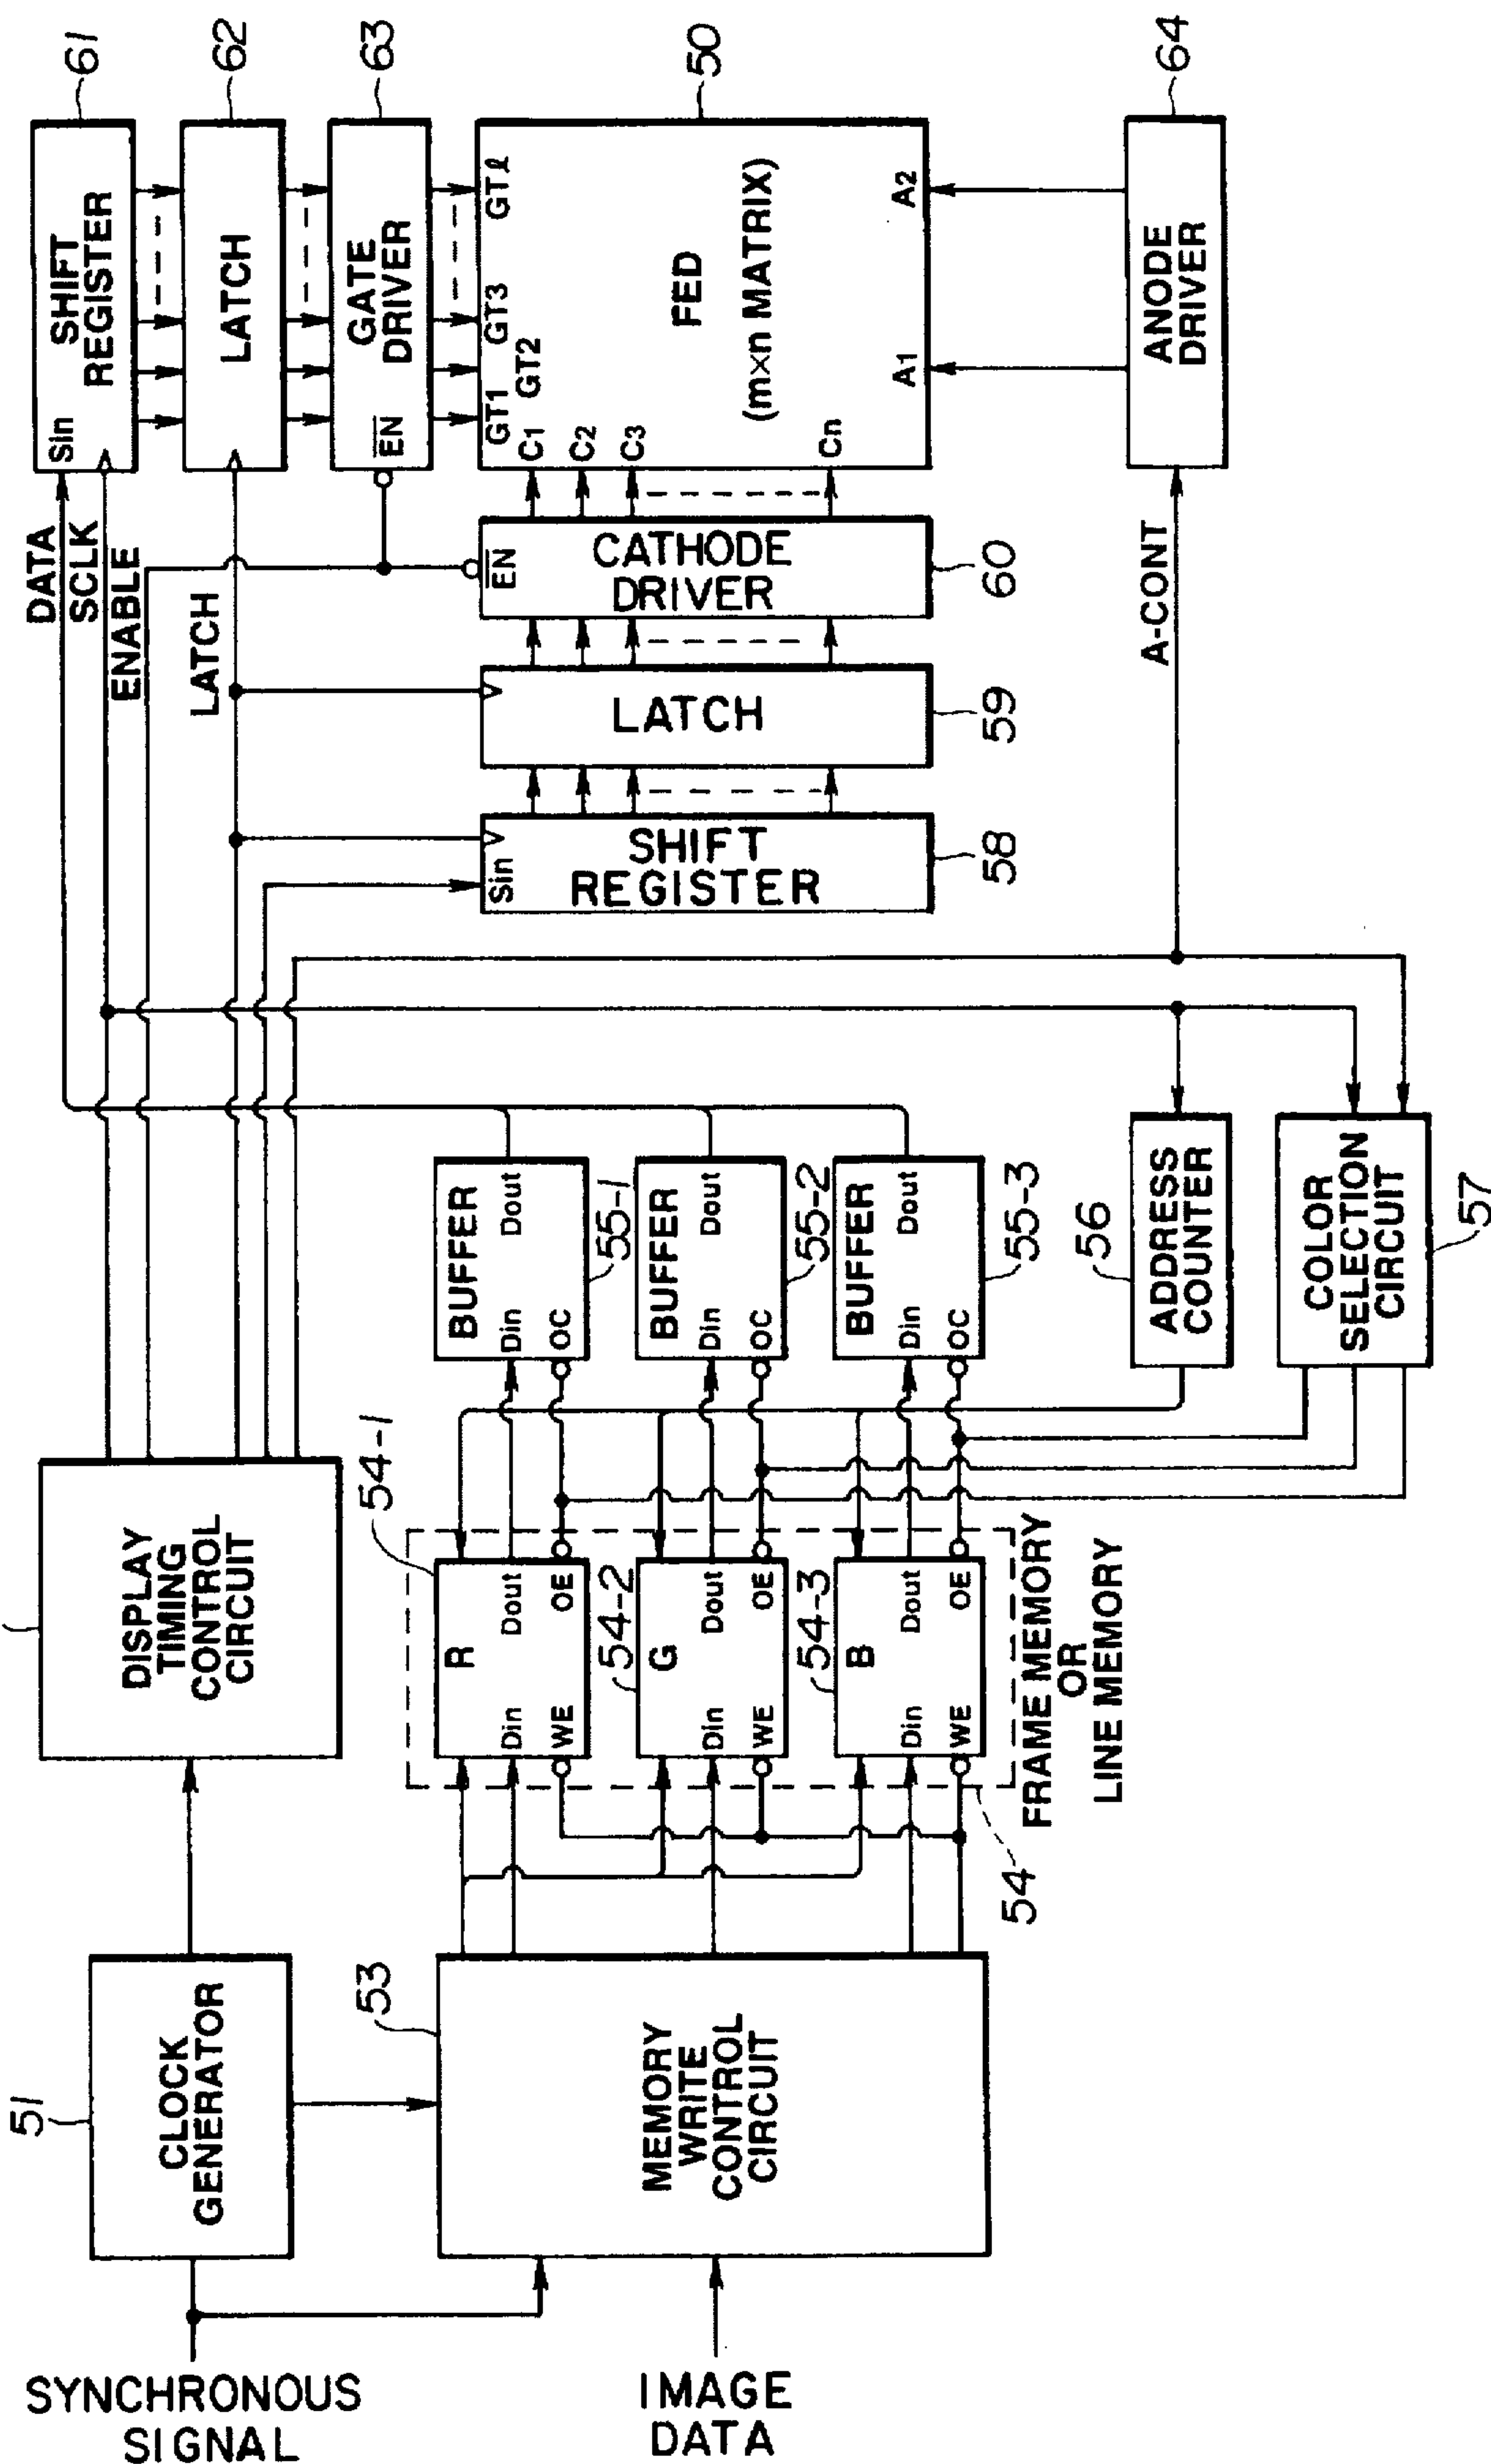 SYNCHRONOUS
SIGNAL
IMAGE
DATA
51
CLOCK
GENERATOR
53
MEMORY
WRITE
CONTROL
CIRCUIT
DISPLAY
TIMING
CONTROL
CIRCUIT
54-1
R
Din
Dout
WE
OE
54-2
G
Din
Dout
WE
OE
54-3
B
Din
Dout
WE
OE
54
FRAME MEMORY
OR
LINE MEMORY
BUFFER
Din
Dout
OC
55-1
BUFFER
Din
Dout
OC
55-2
BUFFER
Din
Dout
OC
55-3
56
ADDRESS
COUNTER
COLOR
SELECTION
CIRCUIT
57
DATA
SCLK
ENABLE
LATCH
Sin
SHIFT
REGISTER
58
LATCH
59
EN
CATHODE
DRIVER
60
A-CONT
Sin
SHIFT
REGISTER
61
LATCH
62
EN
GATE
DRIVER
63
GT1
GT2
GT3
GTℓ
C1
C2
C3
Cn
FED
(m×n MATRIX)
A1
A2
50
ANODE
DRIVER
64